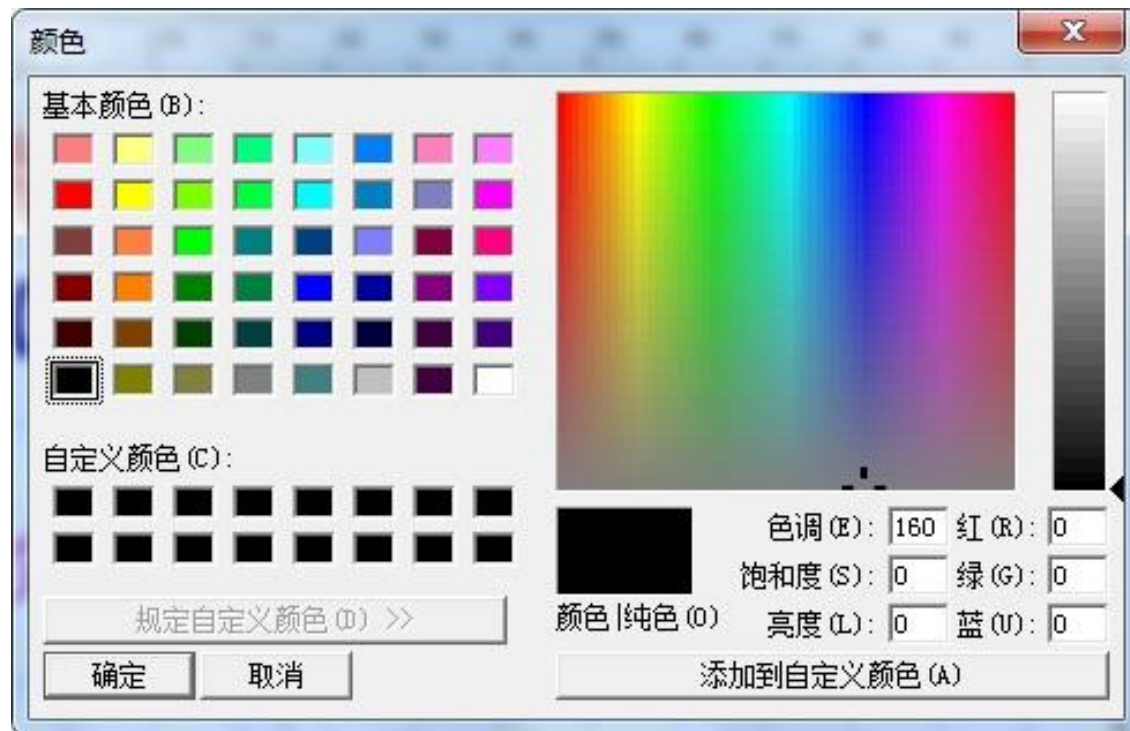 颜色
基本颜色(B):
自定义颜色(C):
规定自定义颜色(D) >>
确定 取消
颜色|纯色(O)
色调(E): 160 红(R): 0
饱和度(S): 0 绿(G): 0
亮度(L): 0 蓝(U): 0
添加到自定义颜色(A)